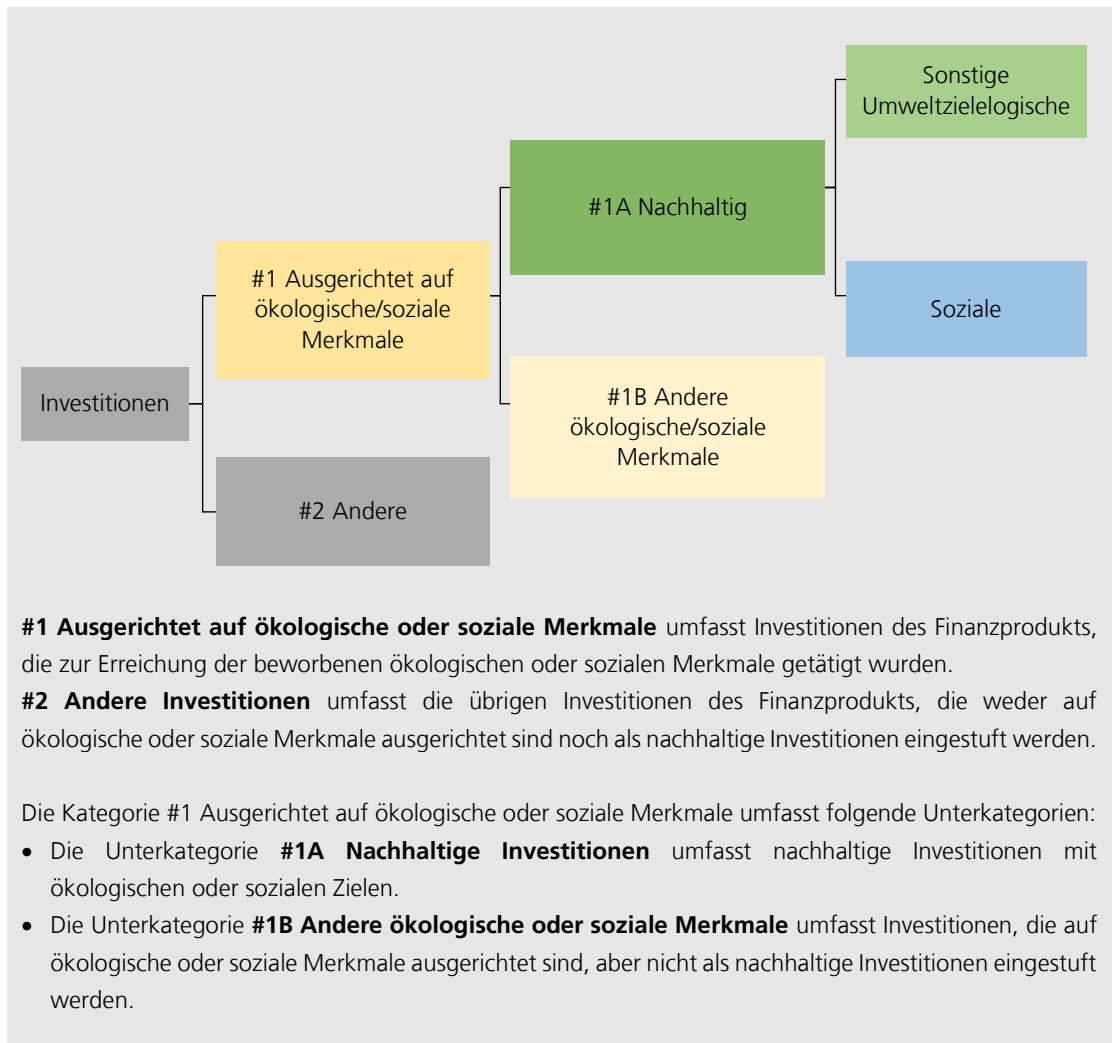 Sonstige
Umweltzielelogische
#1A Nachhaltig
#1 Ausgerichtet auf
ökologische/soziale
Merkmale
Soziale
Investitionen
#1B Andere
ökologische/soziale
Merkmale
#2 Andere
#1 Ausgerichtet auf ökologische oder soziale Merkmale umfasst Investitionen des Finanzprodukts,
die zur Erreichung der beworbenen ökologischen oder sozialen Merkmale getätigt wurden.
#2 Andere Investitionen umfasst die übrigen Investitionen des Finanzprodukts, die weder auf
ökologische oder soziale Merkmale ausgerichtet sind noch als nachhaltige Investitionen eingestuft werden.
Die Kategorie #1 Ausgerichtet auf ökologische oder soziale Merkmale umfasst folgende Unterkategorien:
• Die Unterkategorie #1A Nachhaltige Investitionen umfasst nachhaltige Investitionen mit
ökologischen oder sozialen Zielen.
• Die Unterkategorie #1B Andere ökologische oder soziale Merkmale umfasst Investitionen, die auf
ökologische oder soziale Merkmale ausgerichtet sind, aber nicht als nachhaltige Investitionen eingestuft
werden.